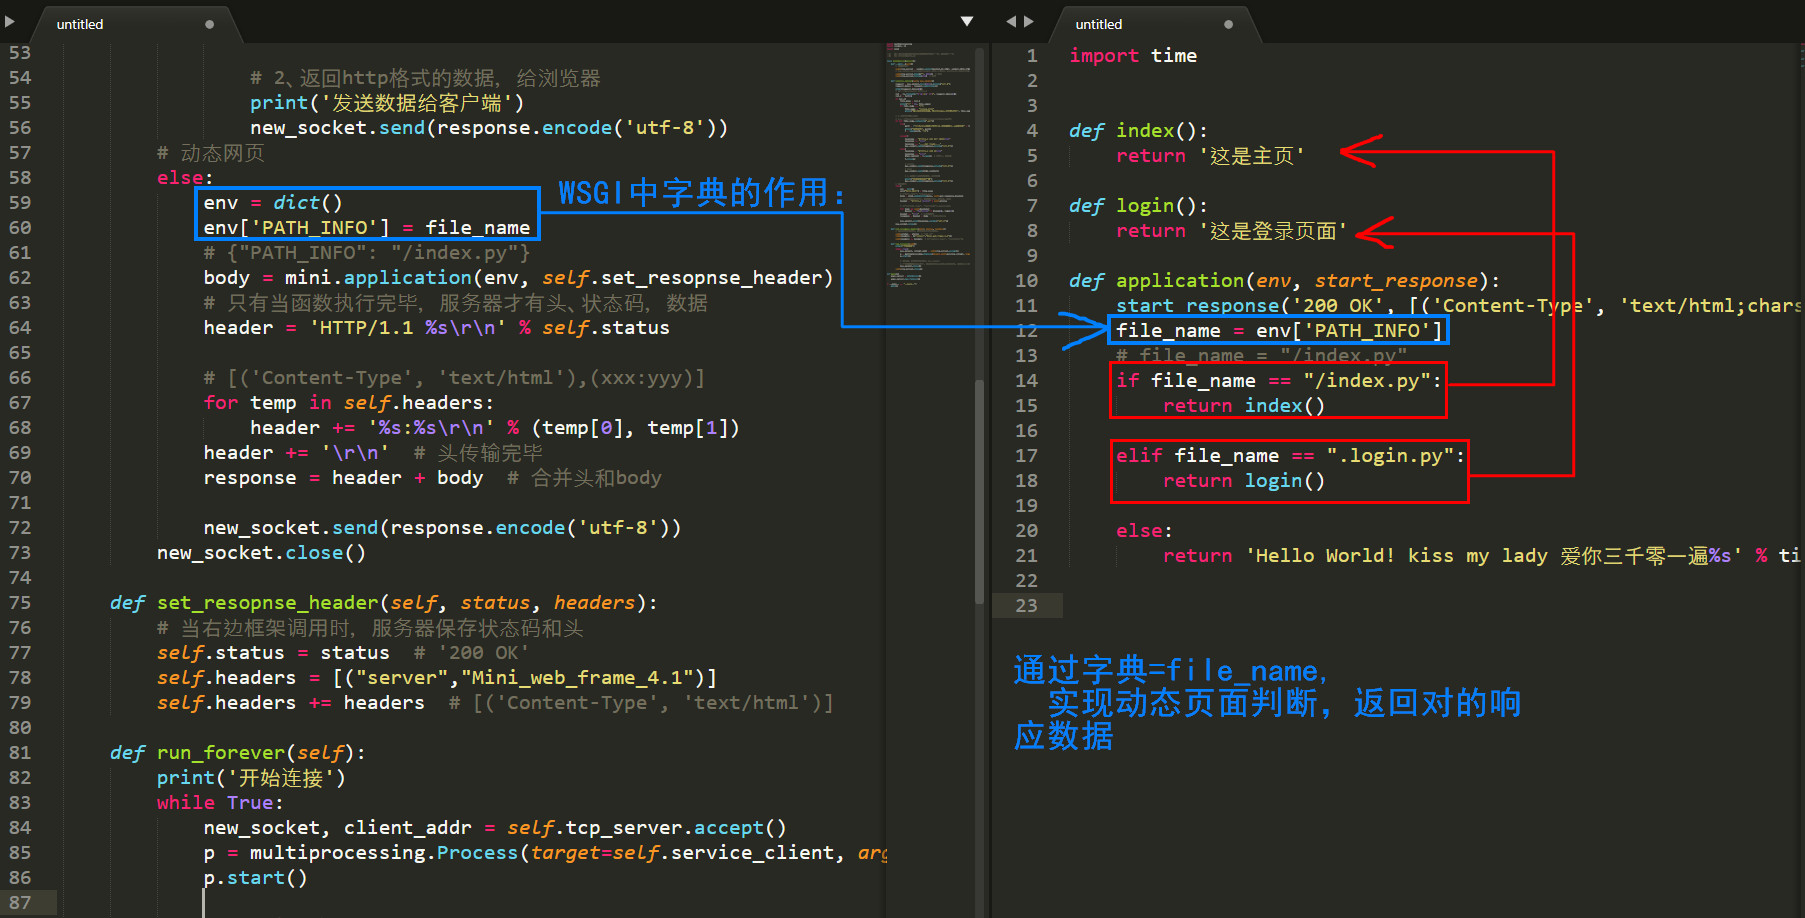 untitled
53
54 # 2、返回http格式的数据, 给浏览器
55 print('发送数据给客户端')
56 new_socket.send(response.encode('utf-8'))
57 # 动态网页
58 else:
59 env = dict()
60 env['PATH_INFO'] = file_name
61 # {"PATH_INFO": "/index.py"}
62 body = mini.application(env, self.set_resopnse_header)
63 # 只有当函数执行完毕, 服务器才有头、状态码, 数据
64 header = 'HTTP/1.1 %s\r\n' % self.status
65
66 # [('Content-Type', 'text/html'),(xxx:yyy)]
67 for temp in self.headers:
68 header += '%s:%s\r\n' % (temp[0], temp[1])
69 header += '\r\n' # 头传输完毕
70 response = header + body # 合并头和body
71
72 new_socket.send(response.encode('utf-8'))
73 new_socket.close()
74
75 def set_resopnse_header(self, status, headers):
76 # 当右边框架调用时, 服务器保存状态码和头
77 self.status = status # '200 OK'
78 self.headers = [("server","Mini_web_frame_4.1")]
79 self.headers += headers # [('Content-Type', 'text/html')]
80
81 def run_forever(self):
82 print('开始连接')
83 while True:
84 new_socket, client_addr = self.tcp_server.accept()
85 p = multiprocessing.Process(target=self.service_client, arg
86 p.start()
87
WSGI中字典的作用:
untitled
1 import time
2
3
4 def index():
5 return '这是主页'
6
7 def login():
8 return '这是登录页面'
9
10 def application(env, start_response):
11 start_response('200 OK', [('Content-Type', 'text/html;chars
12 file_name = env['PATH_INFO']
13 # file_name = "/index.py"
14 if file_name == "/index.py":
15 return index()
16
17 elif file_name == ".login.py":
18 return login()
19
20 else:
21 return 'Hello World! kiss my lady 爱你三千零一遍%s' % ti
22
23
通过字典=file_name,
实现动态页面判断，返回对的响
应数据